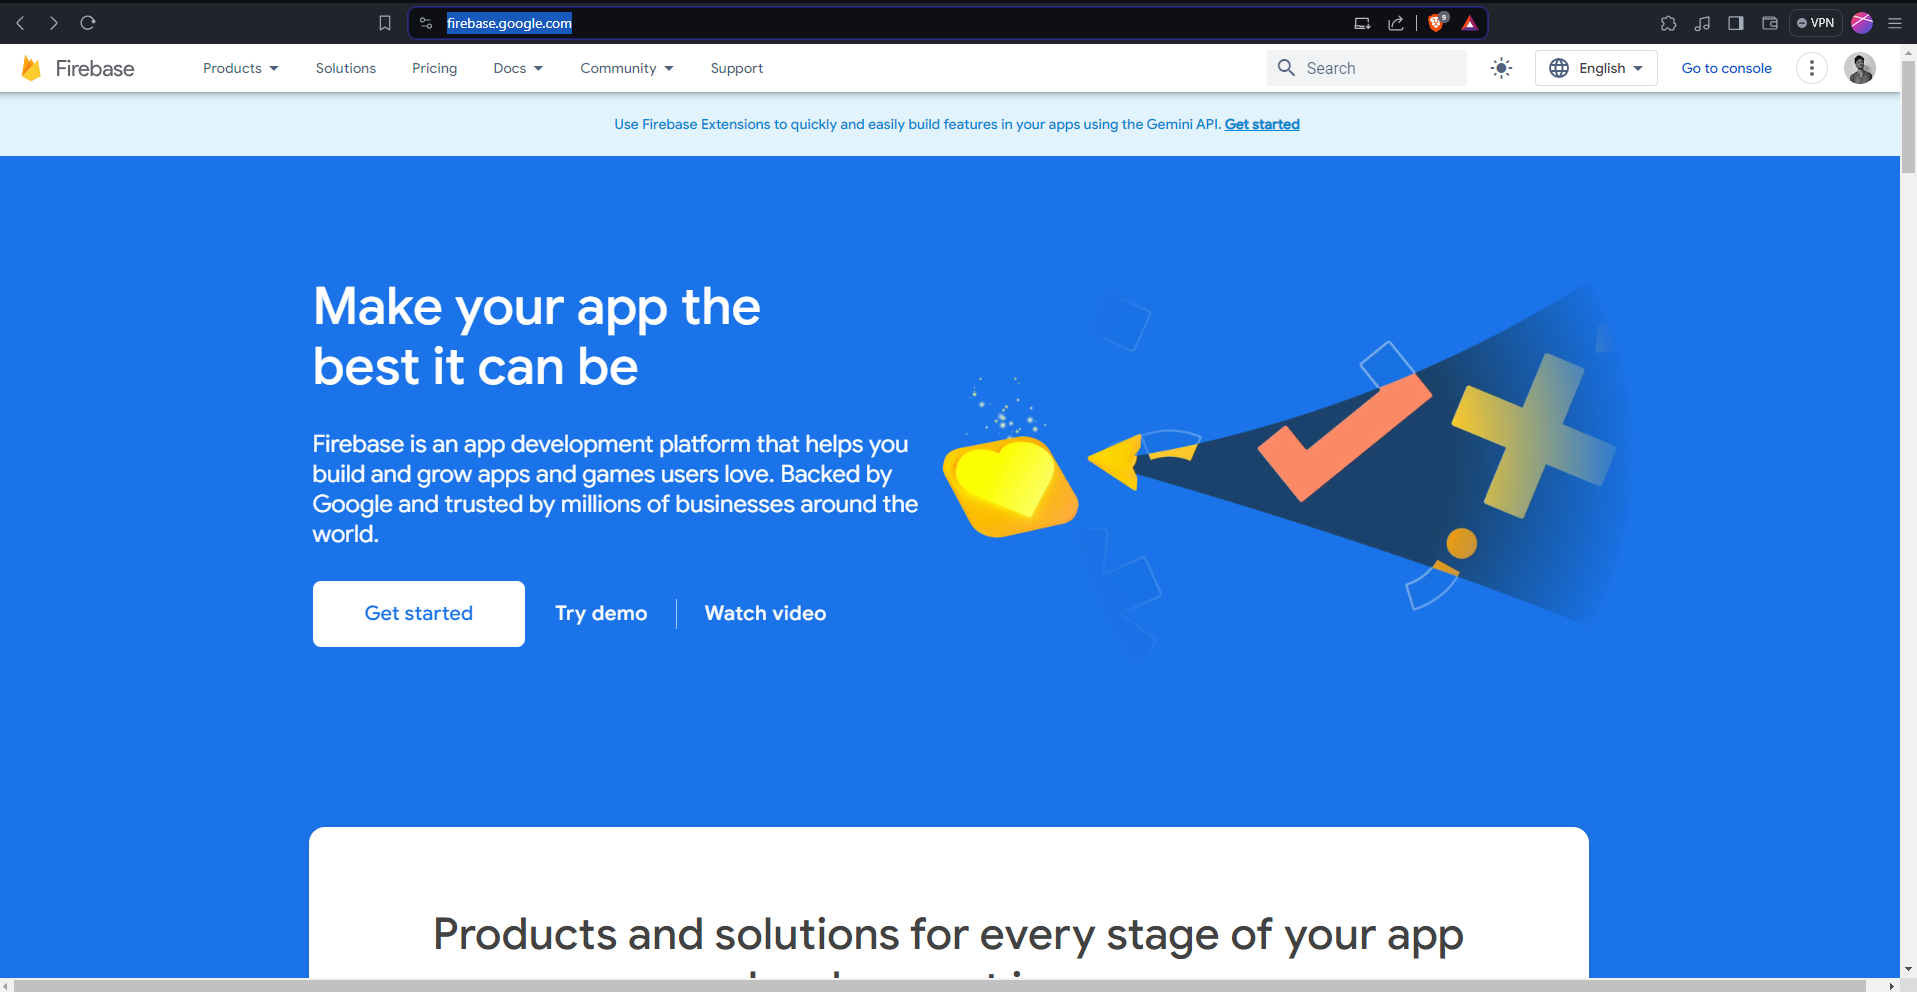 firebase.google.com
9
VPN
Firebase
Products
Solutions
Pricing
Docs
Community
Support
Search
English
Go to console
Use Firebase Extensions to quickly and easily build features in your apps using the Gemini API. Get started
Make your app the
best it can be
Firebase is an app development platform that helps you
build and grow apps and games users love. Backed by
Google and trusted by millions of businesses around the
world.
Get started
Try demo
Watch video
Products and solutions for every stage of your app